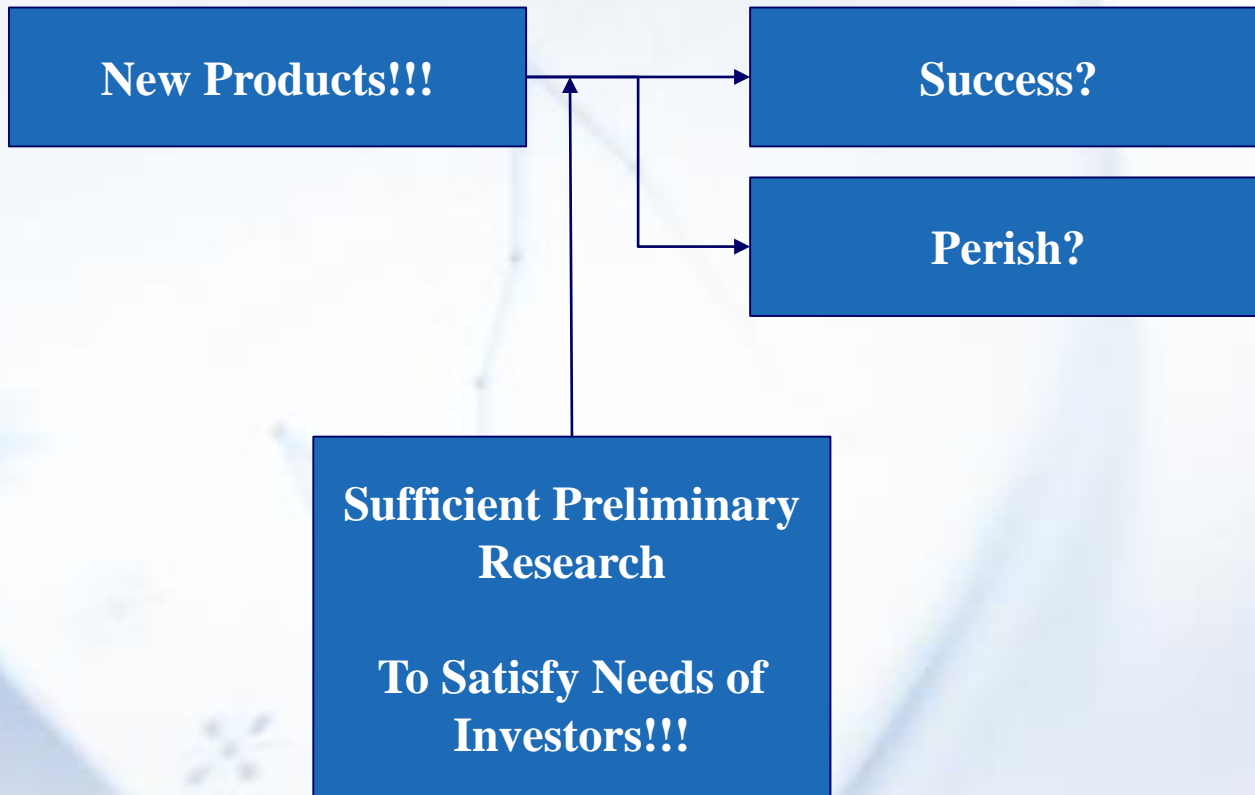 New Products!!!
Success?
Perish?
Sufficient Preliminary
Research
To Satisfy Needs of
Investors!!!